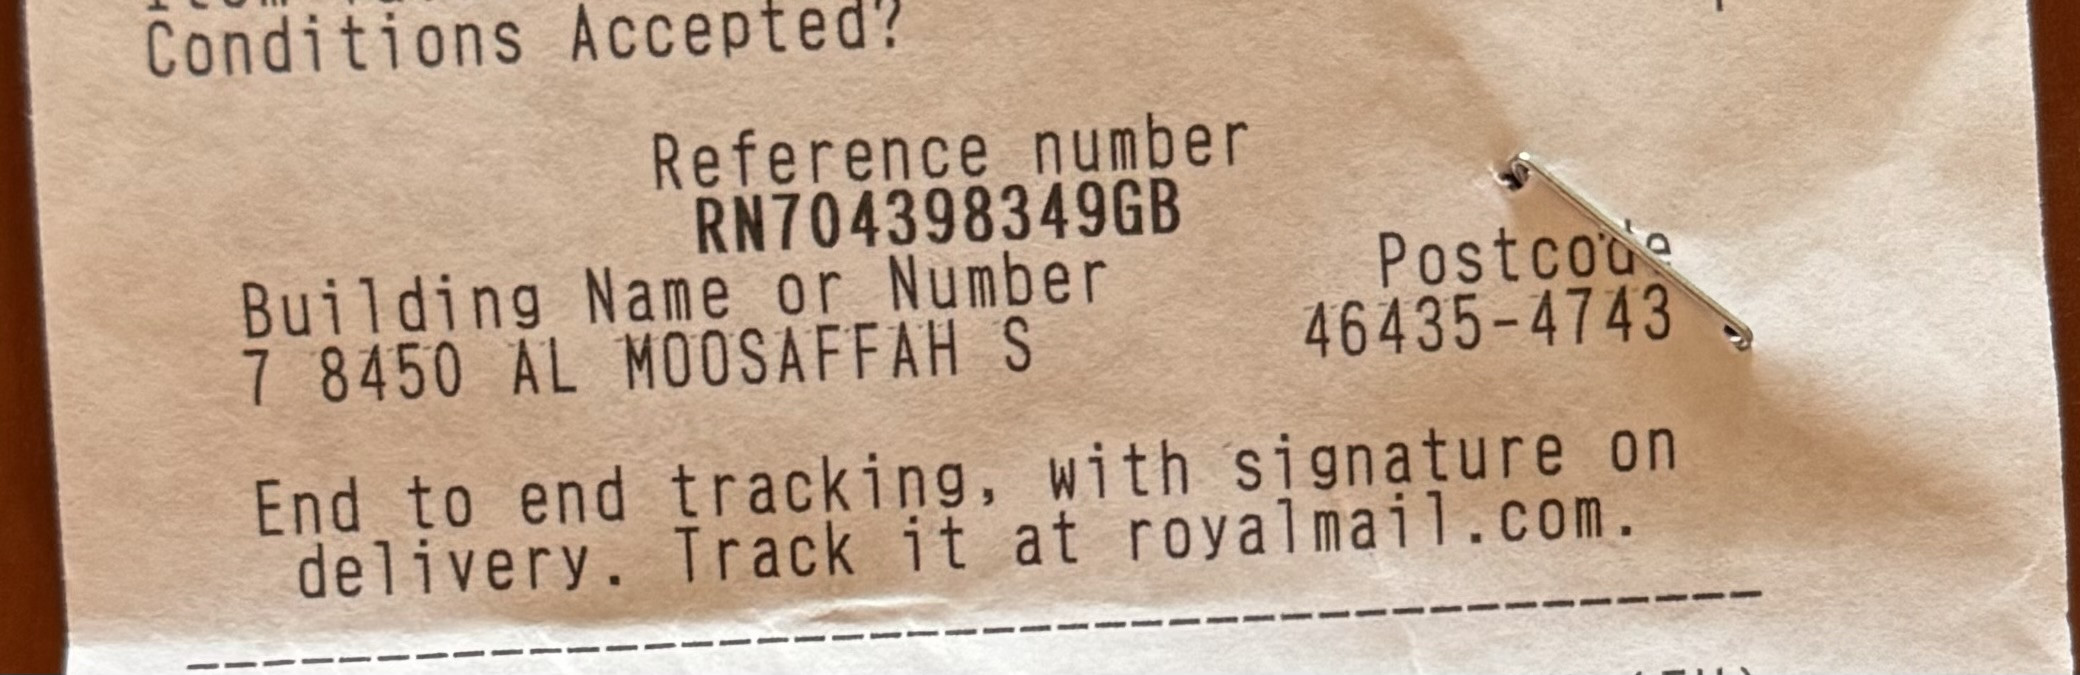 Conditions Accepted?
Reference number
RN704398349GB
Building Name or Number Postcode
7 8450 AL MOOSAFFAH S 46435-4743
End to end tracking, with signature on
delivery. Track it at royalmail.com.